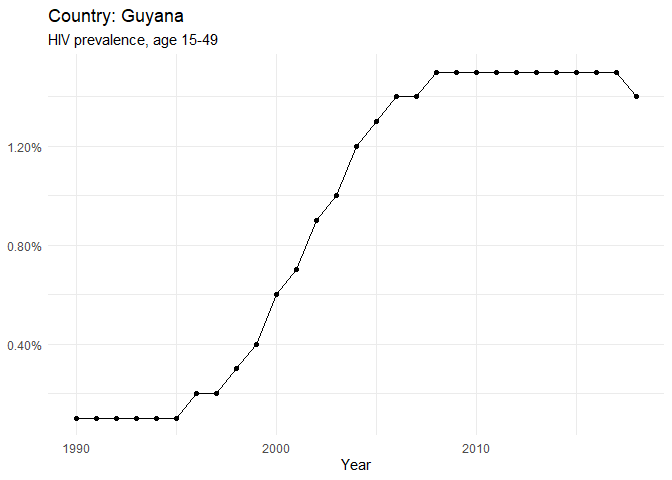 Country: Guyana
HIV prevalence, age 15-49
1.20%
0.80%
0.40%
1990 2000 2010
Year